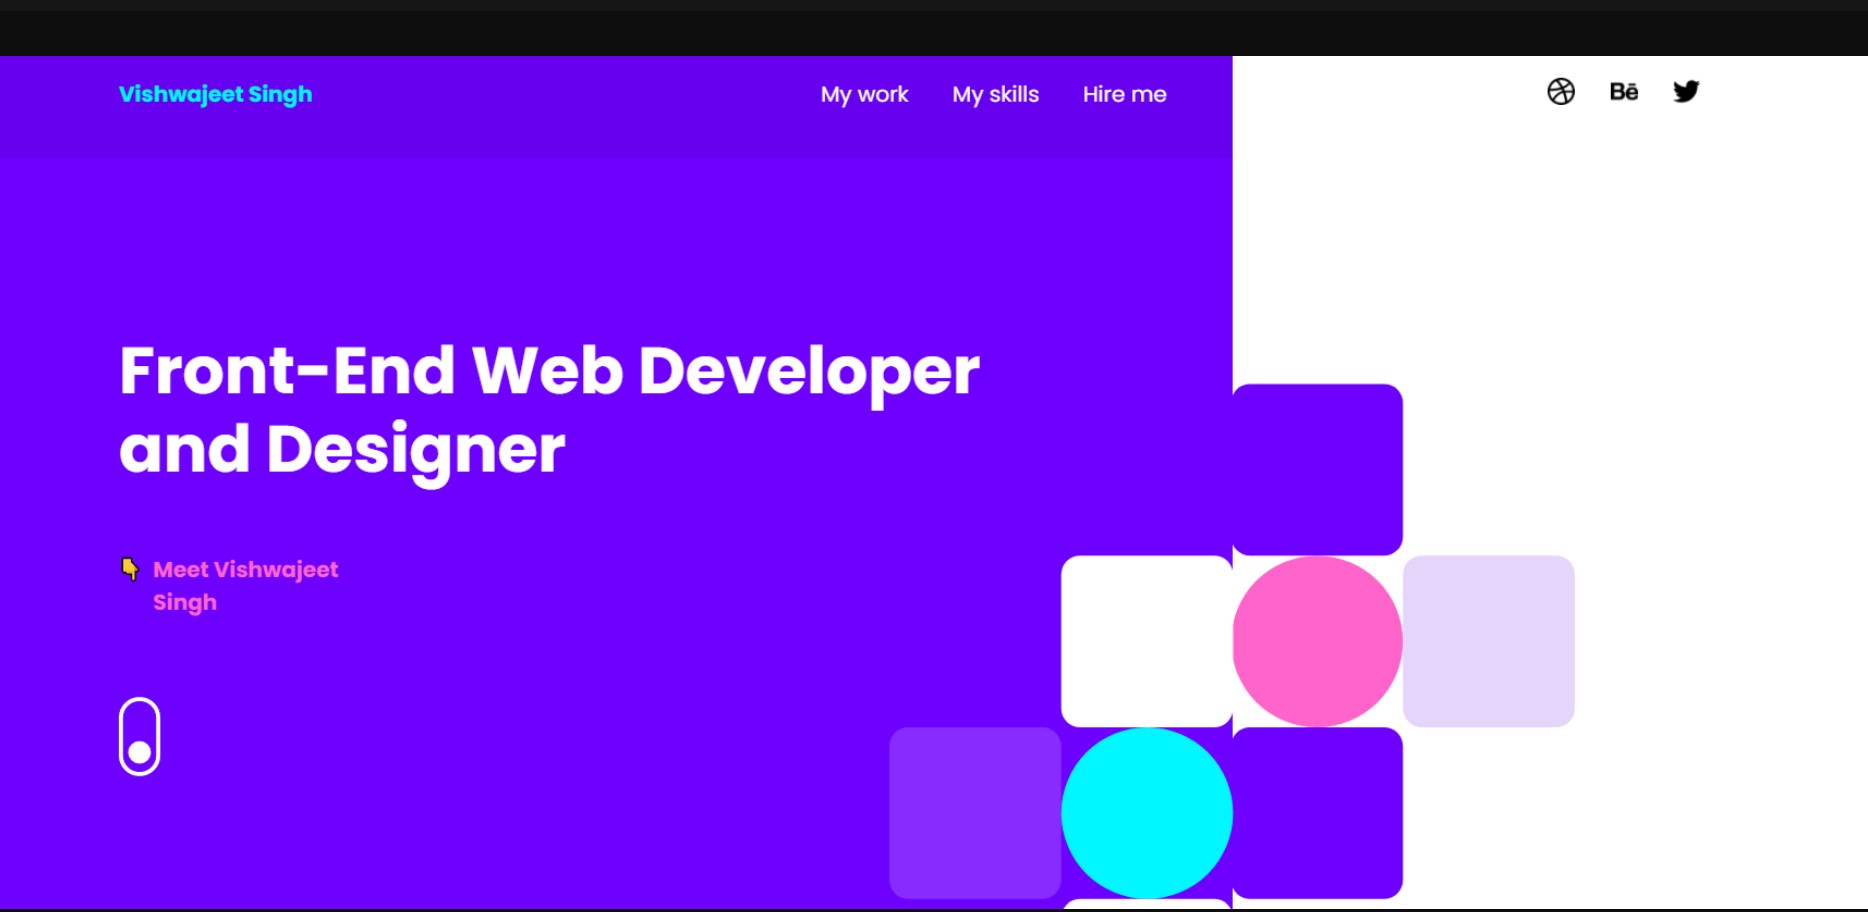 Vishwajeet Singh
My work
My skills
Hire me
Bē
Front-End Web Developer
and Designer
Meet Vishwajeet
Singh